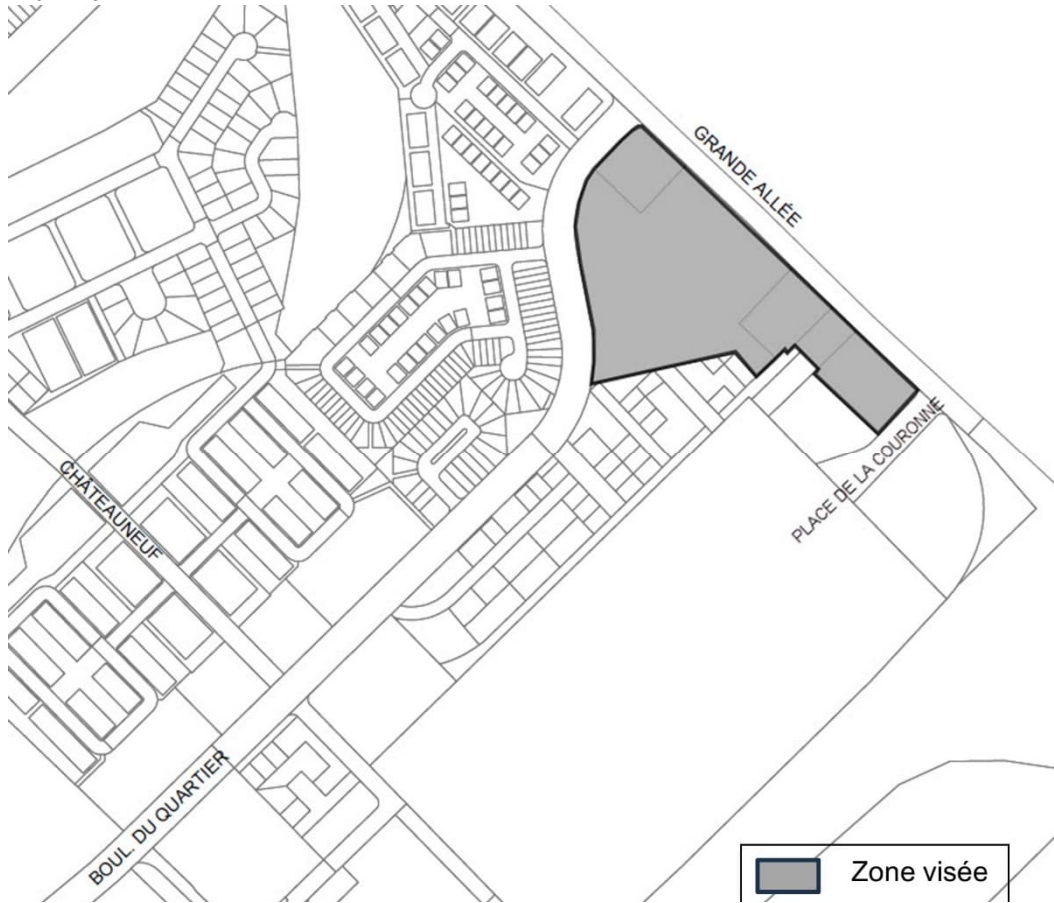 GRANDE ALLÉE
PLACE DE LA COURONNE
CHÂTEAUNEUF
BOUL. DU QUARTIER
Zone visée